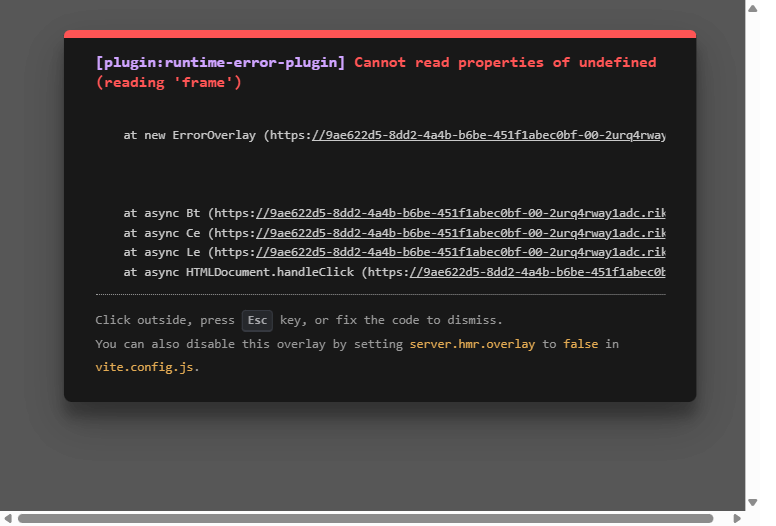 [plugin:runtime-error-plugin] Cannot read properties of undefined
(reading 'frame')
at new ErrorOverlay (https://9ae622d5-8dd2-4a4b-b6be-451f1abec0bf-00-2urq4rway
at async Bt (https://9ae622d5-8dd2-4a4b-b6be-451f1abec0bf-00-2urq4rway1adc.rik
at async Ce (https://9ae622d5-8dd2-4a4b-b6be-451f1abec0bf-00-2urq4rway1adc.rik
at async Le (https://9ae622d5-8dd2-4a4b-b6be-451f1abec0bf-00-2urq4rway1adc.rik
at async HTMLDocument.handleClick (https://9ae622d5-8dd2-4a4b-b6be-451f1abec0b
Click outside, press Esc key, or fix the code to dismiss.
You can also disable this overlay by setting server.hmr.overlay to false in
vite.config.js.